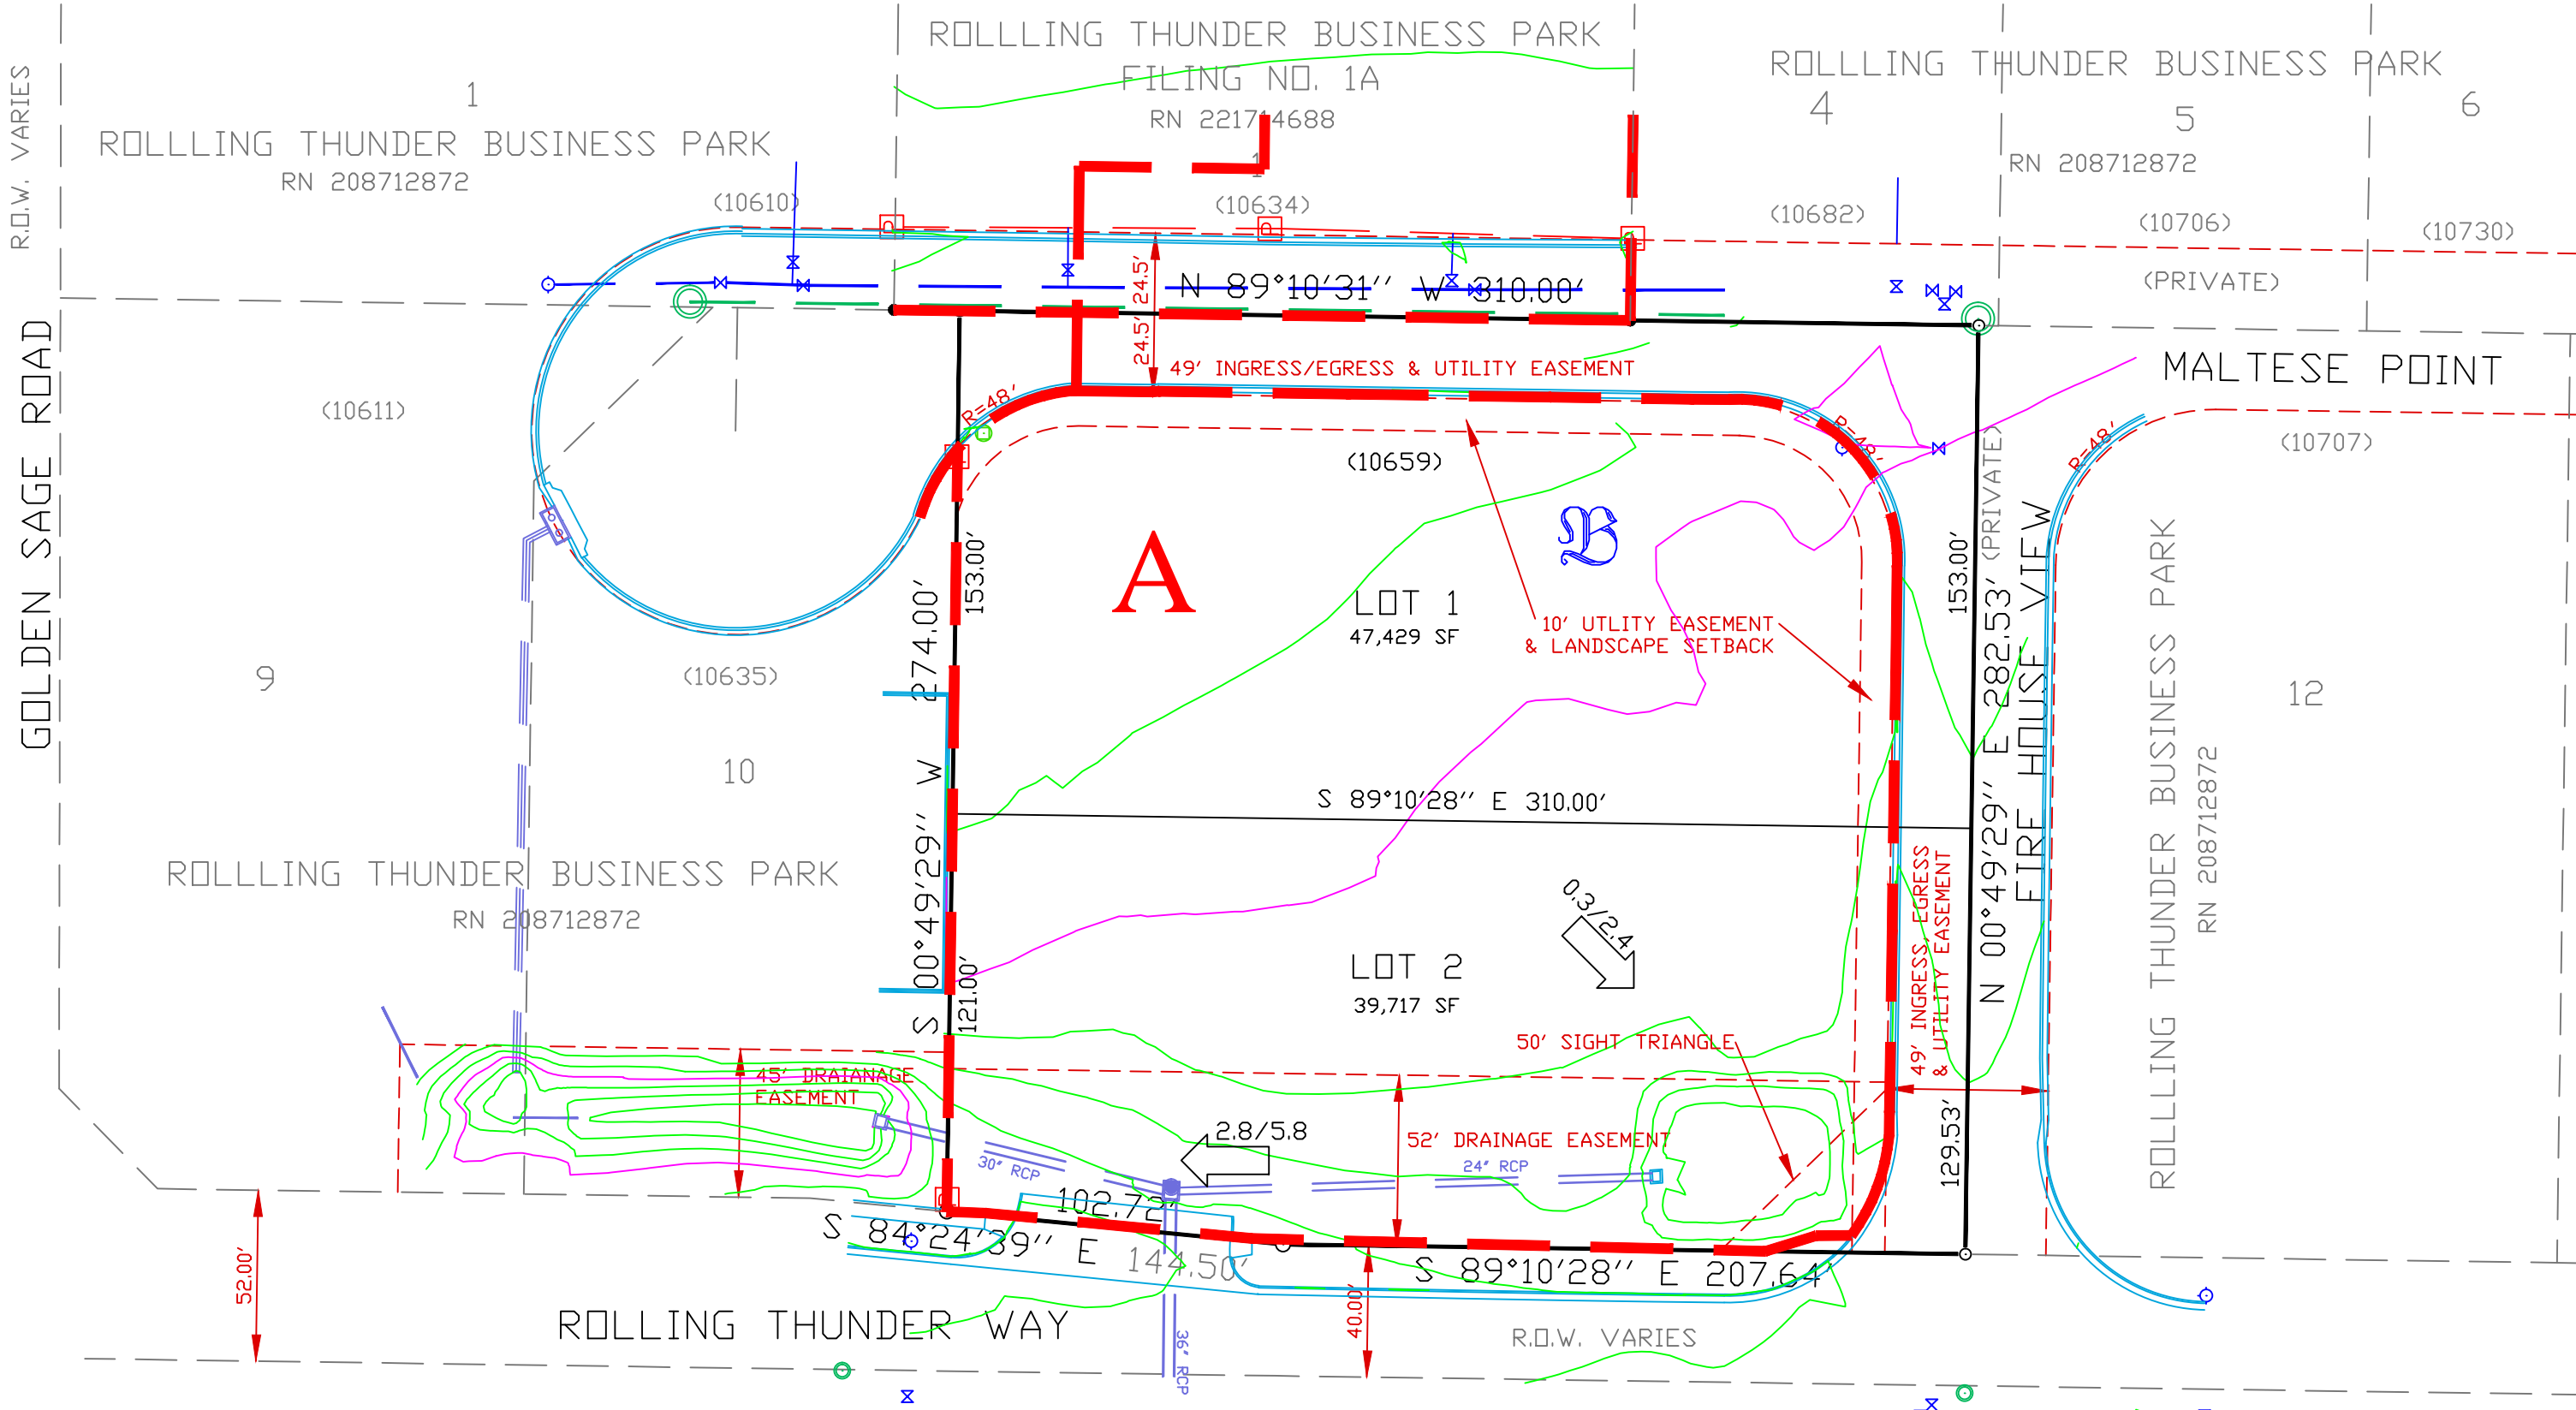 ROLLLING THUNDER BUSINESS PARK
FILING NO. 1A
RN 221714688
1
(10634)
ROLLLING THUNDER BUSINESS PARK
4
5
6
RN 208712872
(10682)
(10706)
(10730)
(PRIVATE)
R.O.W. VARIES
1
ROLLLING THUNDER BUSINESS PARK
RN 208712872
(10610)
N 89°10'31" W 310.00'
24.5'
24.5'
49' INGRESS/EGRESS & UTILITY EASEMENT
MALTESE POINT
R=48'
R=48'
R=48'
(10611)
(10659)
(10707)
GOLDEN SAGE ROAD
A
B
LOT 1
47,429 SF
10' UTLITY EASEMENT
& LANDSCAPE SETBACK
153.00'
S 00°49'29" W 274.00'
153.00'
(PRIVATE)
N 00°49'29" E 282.53'
FIRE HOUSE VIEW
ROLLLING THUNDER BUSINESS PARK
RN 208712872
12
9
(10635)
10
ROLLLING THUNDER BUSINESS PARK
RN 208712872
S 89°10'28" E 310.00'
0.3/2.4
LOT 2
39,717 SF
121.00'
49' INGRESS/EGRESS
& UTILITY EASEMENT
50' SIGHT TRIANGLE
45' DRAIANAGE
EASEMENT
52' DRAINAGE EASEMENT
2.8/5.8
30" RCP
24" RCP
129.53'
102.72'
S 84°24'39" E 144.50'
S 89°10'28" E 207.64'
52.00'
40.00'
ROLLING THUNDER WAY
36" RCP
R.O.W. VARIES